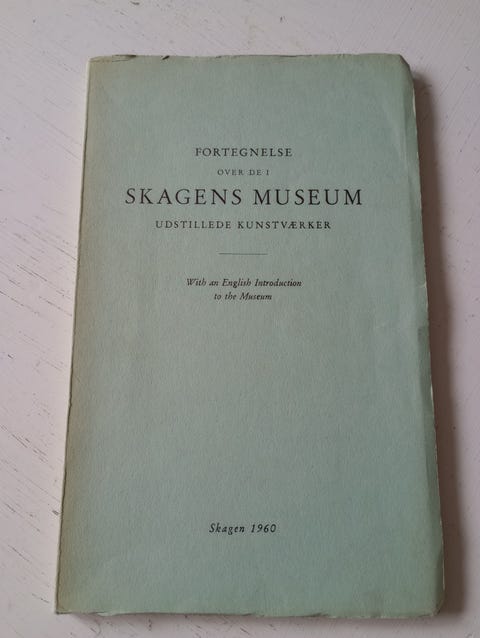 FORTEGNELSE
OVER DE I
SKAGENS MUSEUM
UDSTILLEDE KUNSTVÆRKER
With an English Introduction
to the Museum
Skagen 1960